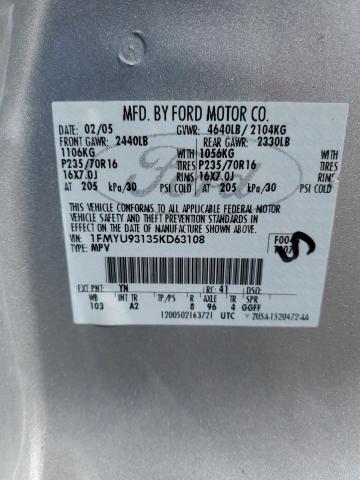 MFD. BY FORD MOTOR CO.
DATE: 02/05 GVWR: 4640LB/ 2104KG
FRONT GAWR: 2440LB REAR GAWR: 2330LB
1106KG WITH 1056KG WITH
P235/70R16 TIRES P235/70R16 TIRES
16X7.0J RIMS 16X7.0J RIMS
AT 205 kPa/30 PSI COLD AT 205 kPa/30 PSI COLD
THIS VEHICLE CONFORMS TO ALL APPLICABLE FEDERAL MOTOR
VEHICLE SAFETY AND BUMPER STANDARDS IN EFFECT ON THE DATE OF
MANUFACTURE SHOWN ABOVE.
VIN: 1FMYU93135KD63108
TYPE: MPV
Ford
EXT PNT: YN RC: 41 DSO:
WB INT TR TP/PS R AXLE TR SPR
103 A2 8 96 4 GGFF
1200502163721 UTC 2U5A-1520472-AA